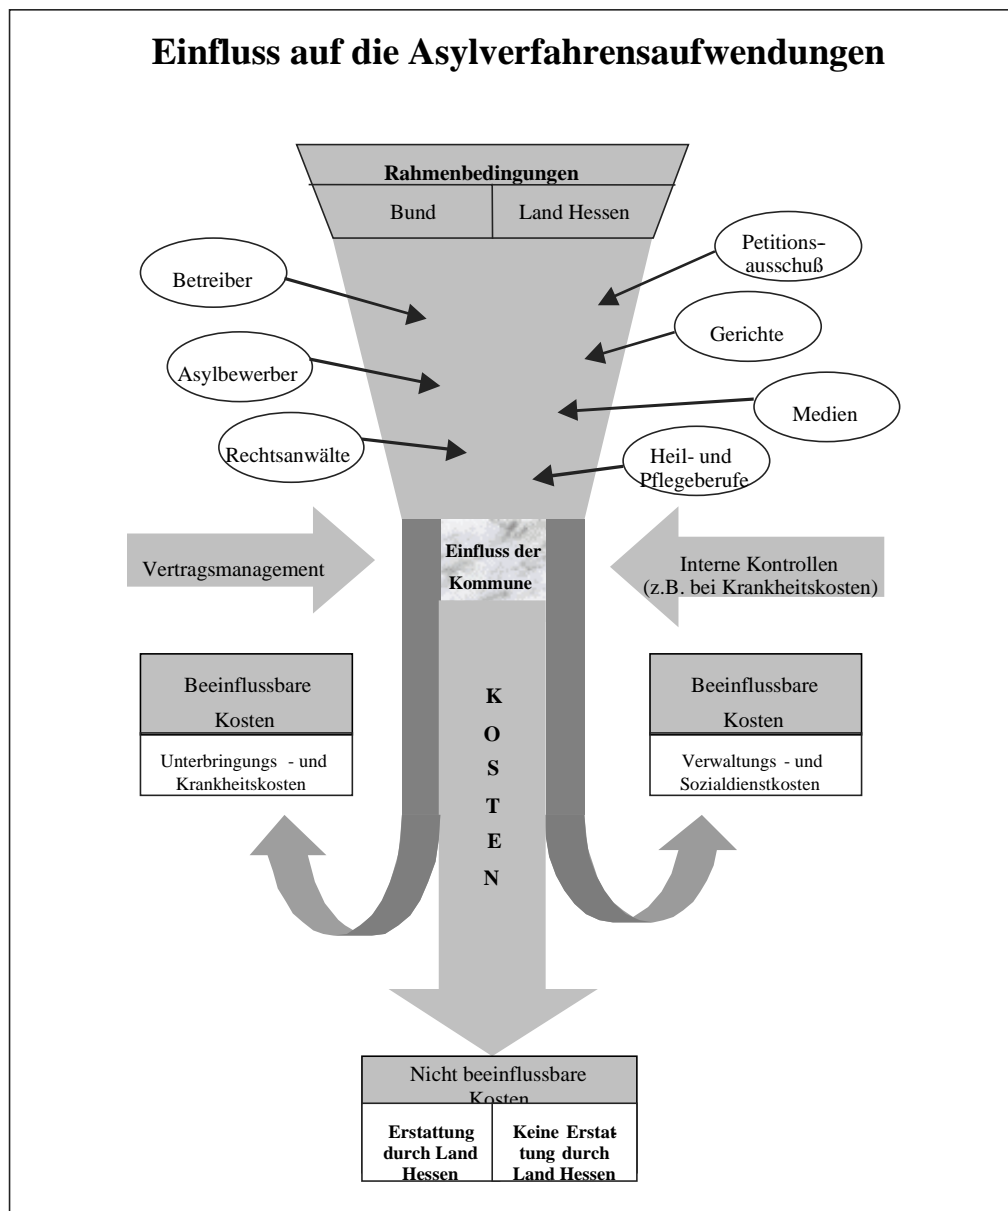 Einfluss auf die Asylverfahrensaufwendungen
Rahmenbedingungen
Bund
Land Hessen
Betreiber
Petitions-
ausschuß
Gerichte
Asylbewerber
Medien
Rechtsanwälte
Heil- und
Pflegeberufe
Vertragsmanagement
Einfluss der
Kommune
Interne Kontrollen
(z.B. bei Krankheitskosten)
Beeinflussbare
Kosten
Unterbringungs - und
Krankheitskosten
K
O
S
T
E
N
Beeinflussbare
Kosten
Verwaltungs - und
Sozialdienstkosten
Nicht beeinflussbare
Kosten
Erstattung
durch Land
Hessen
Keine Erstat-
tung durch
Land Hessen